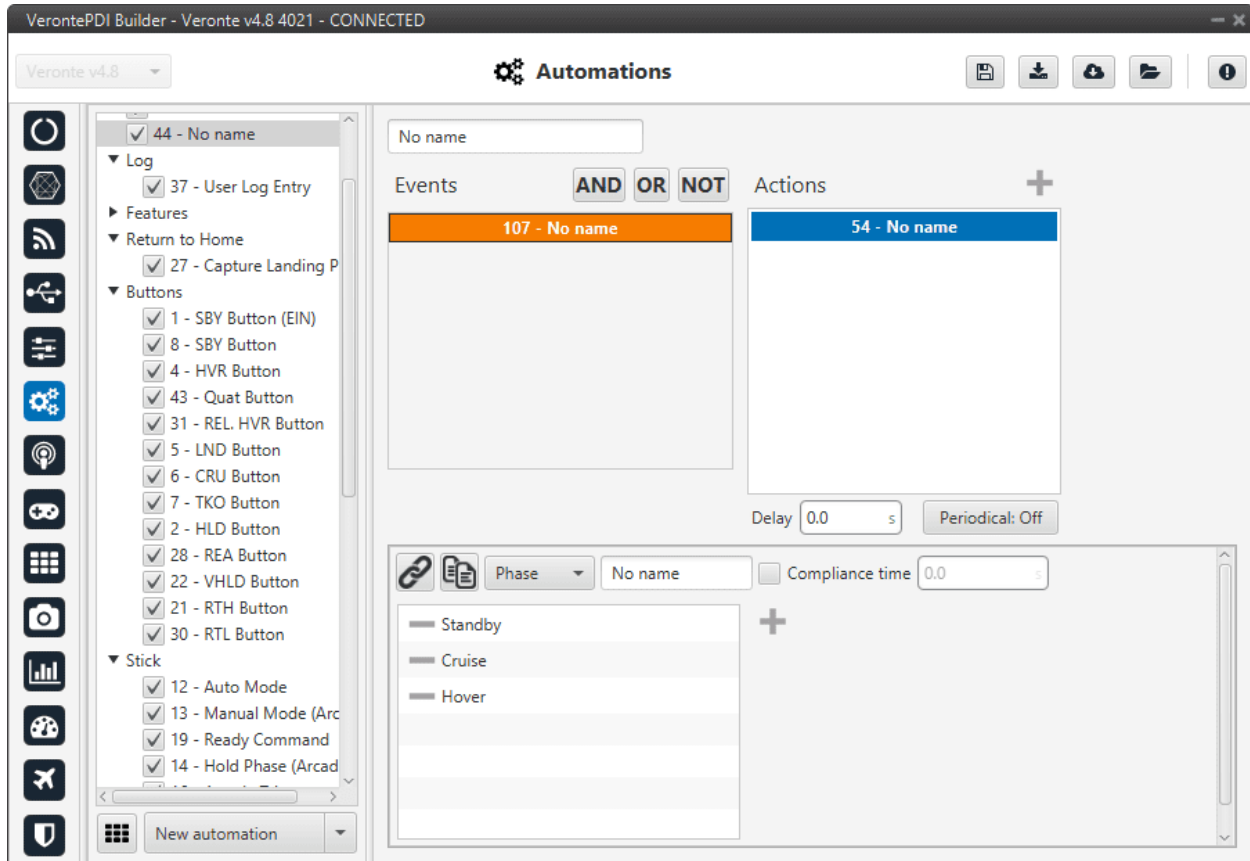 VerontePDI Builder - Veronte v4.8 4021 - CONNECTED
Veronte v4.8
Automations
44 - No name
Log
37 - User Log Entry
Features
Return to Home
27 - Capture Landing P
Buttons
1 - SBY Button (EIN)
8 - SBY Button
4 - HVR Button
43 - Quat Button
31 - REL. HVR Button
5 - LND Button
6 - CRU Button
7 - TKO Button
2 - HLD Button
28 - REA Button
22 - VHLD Button
21 - RTH Button
30 - RTL Button
Stick
12 - Auto Mode
13 - Manual Mode (Arc
19 - Ready Command
14 - Hold Phase (Arcad
New automation
No name
Events AND OR NOT
107 - No name
Actions
54 - No name
Delay 0.0 s Periodical: Off
Phase No name Compliance time 0.0 s
Standby
Cruise
Hover